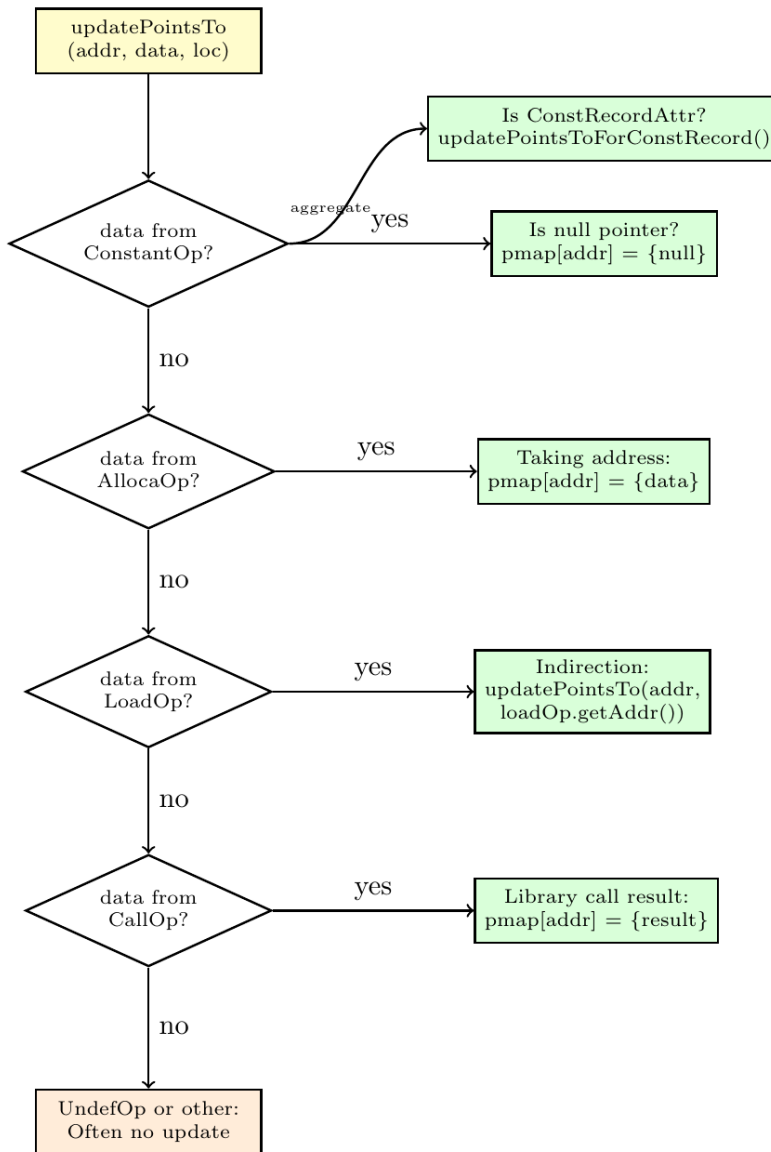 updatePointsTo
(addr, data, loc)
Is ConstRecordAttr?
updatePointsToForConstRecord()
aggregate
yes
data from
ConstantOp?
Is null pointer?
pmap[addr] = {null}
no
data from
AllocaOp?
yes
Taking address:
pmap[addr] = {data}
no
data from
LoadOp?
yes
Indirection:
updatePointsTo(addr,
loadOp.getAddr())
no
data from
CallOp?
yes
Library call result:
pmap[addr] = {result}
no
UndefOp or other:
Often no update